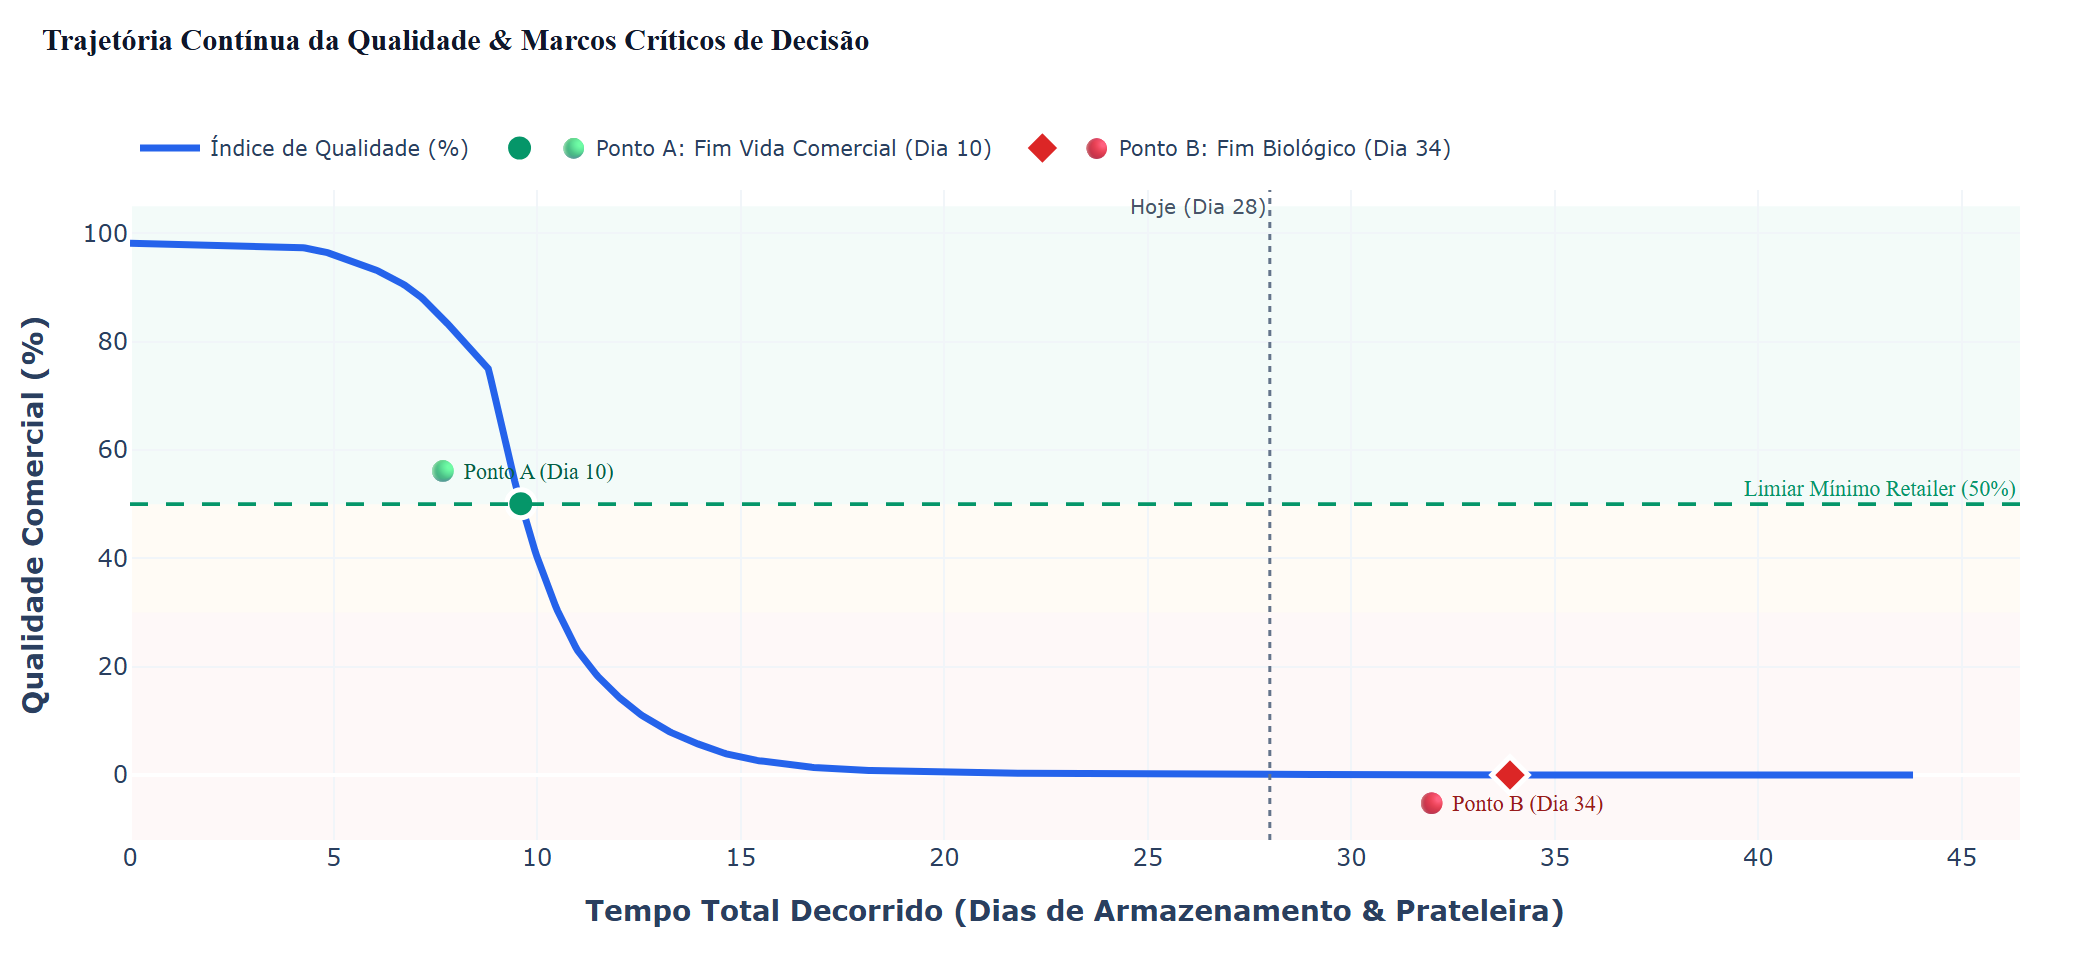 Trajetória Contínua da Qualidade & Marcos Críticos de Decisão
Índice de Qualidade (%)
Ponto A: Fim Vida Comercial (Dia 10)
Ponto B: Fim Biológico (Dia 34)
Hoje (Dia 28)
Qualidade Comercial (%)
100
80
60
40
20
0
Ponto A (Dia 10)
Limiar Mínimo Retailer (50%)
Ponto B (Dia 34)
0 5 10 15 20 25 30 35 40 45
Tempo Total Decorrido (Dias de Armazenamento & Prateleira)